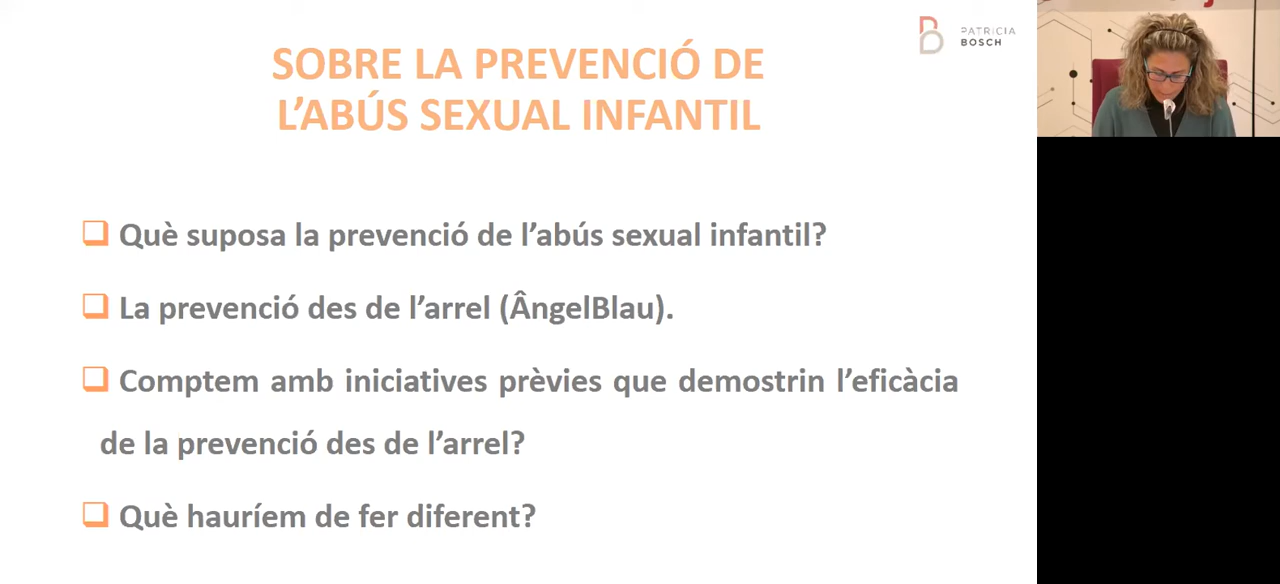 SOBRE LA PREVENCIÓ DE
L’ABÚS SEXUAL INFANTIL
PATRICIA
BOSCH
Què suposa la prevenció de l’abús sexual infantil?
La prevenció des de l’arrel (ÂngelBlau).
Comptem amb iniciatives prèvies que demostrin l’eficàcia
de la prevenció des de l’arrel?
Què hauríem de fer diferent?